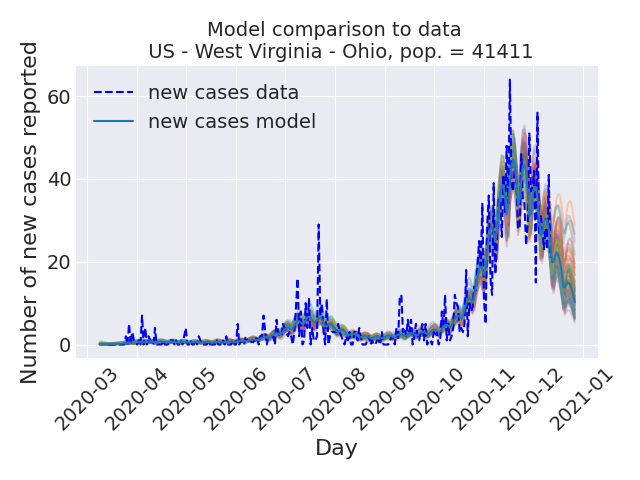 Model comparison to data
US - West Virginia - Ohio, pop. = 41411
Number of new cases reported
60
40
20
0
new cases data
new cases model
2020-03
2020-04
2020-05
2020-06
2020-07
2020-08
2020-09
2020-10
2020-11
2020-12
2021-01
Day